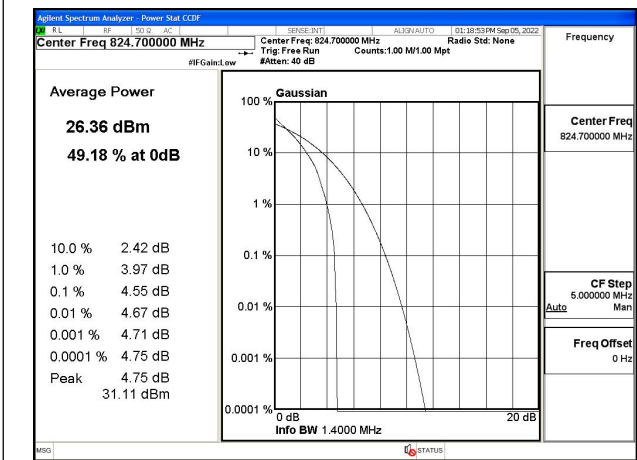 Agilent Spectrum Analyzer - Power Stat CCDF
LXI RL RF 50 Ω AC SENSE:INT ALIGN AUTO 01:18:53 PM Sep 05, 2022
Center Freq 824.700000 MHz
Center Freq: 824.700000 MHz Radio Std: None
Trig: Free Run Counts:1.00 M/1.00 Mpt
#IFGain:Low #Atten: 40 dB
Frequency
Average Power
26.36 dBm
49.18 % at 0dB
10.0 % 2.42 dB
1.0 % 3.97 dB
0.1 % 4.55 dB
0.01 % 4.67 dB
0.001 % 4.71 dB
0.0001 % 4.75 dB
Peak 4.75 dB
31.11 dBm
Gaussian
100 %
10 %
1 %
0.1 %
0.01 %
0.001 %
0.0001 %
0 dB 20 dB
Info BW 1.4000 MHz
Center Freq
824.700000 MHz
CF Step
5.000000 MHz
Auto Man
Freq Offset
0 Hz
MSG STATUS